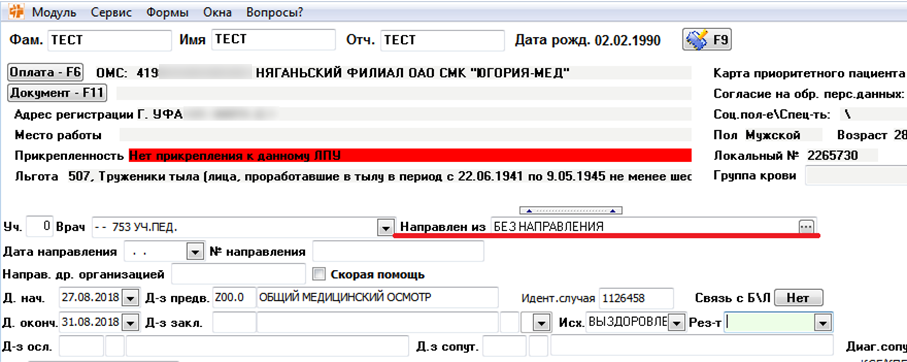 Модуль Сервис Формы Окна Вопросы?
Фам. ТЕСТ Имя ТЕСТ Отч. ТЕСТ Дата рожд. 02.02.1990 F9
Оплата - F6 ОМС: 419 НЯГАНЬСКИЙ ФИЛИАЛ ОАО СМК "ЮГОРИЯ-МЕД" Карта приоритетного пациента
Документ - F11 Согласие на обр. перс.данных:
Адрес регистрации Г. УФА Соц.пол-е\Спец-ть: \
Место работы Пол Мужской Возраст 28
Прикрепленность Нет прикрепления к данному ЛПУ Локальный № 2265730
Льгота 507, Труженики тыла (лица, проработавшие в тылу в период с 22.06.1941 по 9.05.1945 не менее шес Группа крови
Уч. 0 Врач - - 753 УЧ.ПЕД. Направлен из БЕЗ НАПРАВЛЕНИЯ ...
Дата направления . . № направления
Направ. др. организацией Скорая помощь
Д. нач. 27.08.2018 Д-з предв. Z00.0 ОБЩИЙ МЕДИЦИНСКИЙ ОСМОТР Идент.случая 1126458 Связь с Б\Л Нет
Д. оконч. 31.08.2018 Д-з закл. Исх. ВЫЗДОРОВЛЕ Рез-т
Д-з осл. Д.з сопут. Диаг.сопу